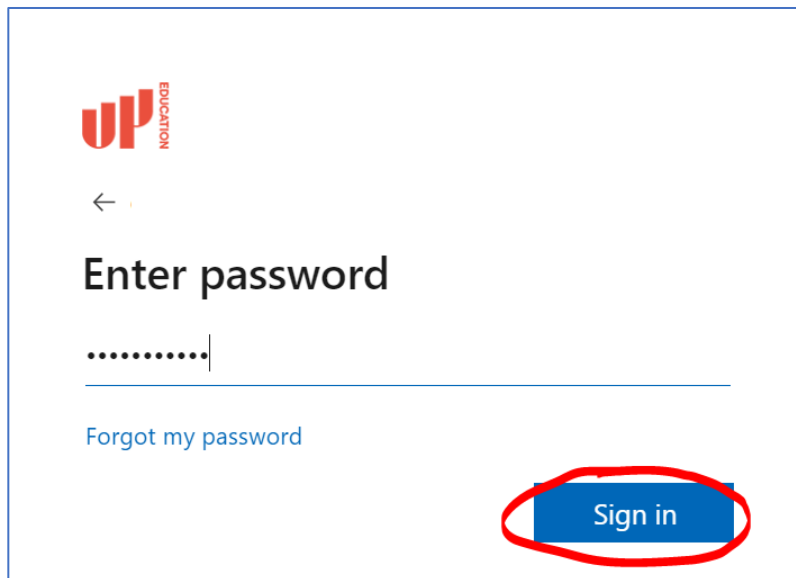 UP EDUCATION
Enter password
•••••••••••
Forgot my password
Sign in